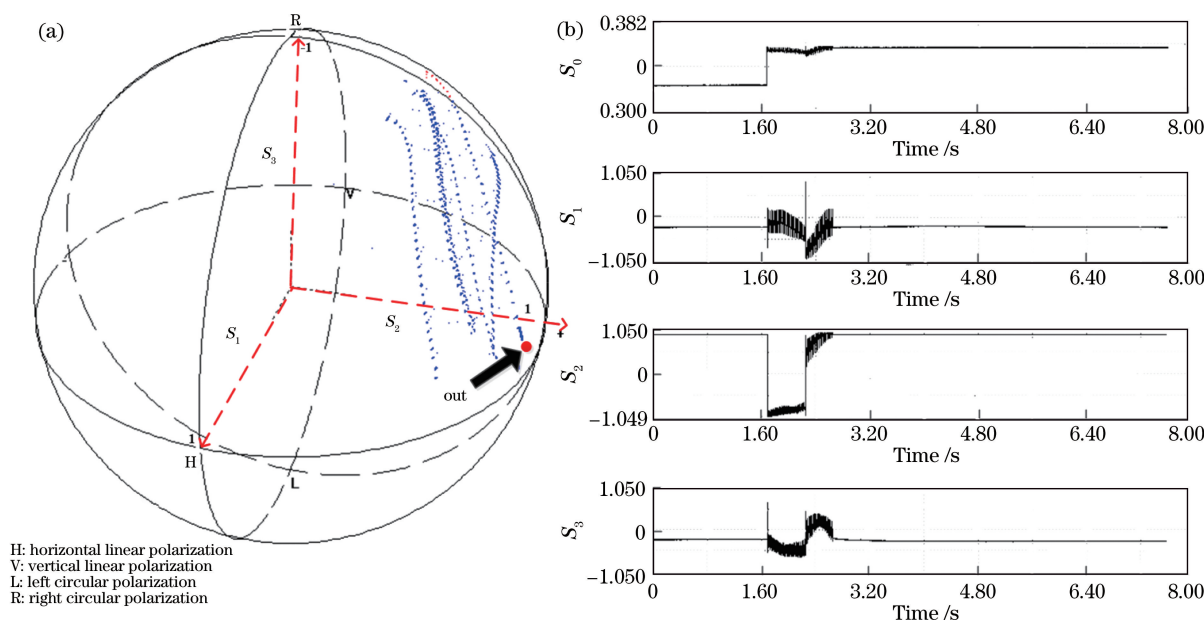 (a)
R
-1
S3
V
S1
S2
1
out
1
H
L
H: horizontal linear polarization
V: vertical linear polarization
L: left circular polarization
R: right circular polarization
(b)
0.382
0
0.300
S0
0 1.60 3.20 4.80 6.40 8.00
Time /s
1.050
0
−1.050
S1
0 1.60 3.20 4.80 6.40 8.00
Time /s
1.050
0
−1.049
S2
0 1.60 3.20 4.80 6.40 8.00
Time /s
1.050
0
−1.050
S3
0 1.60 3.20 4.80 6.40 8.00
Time /s